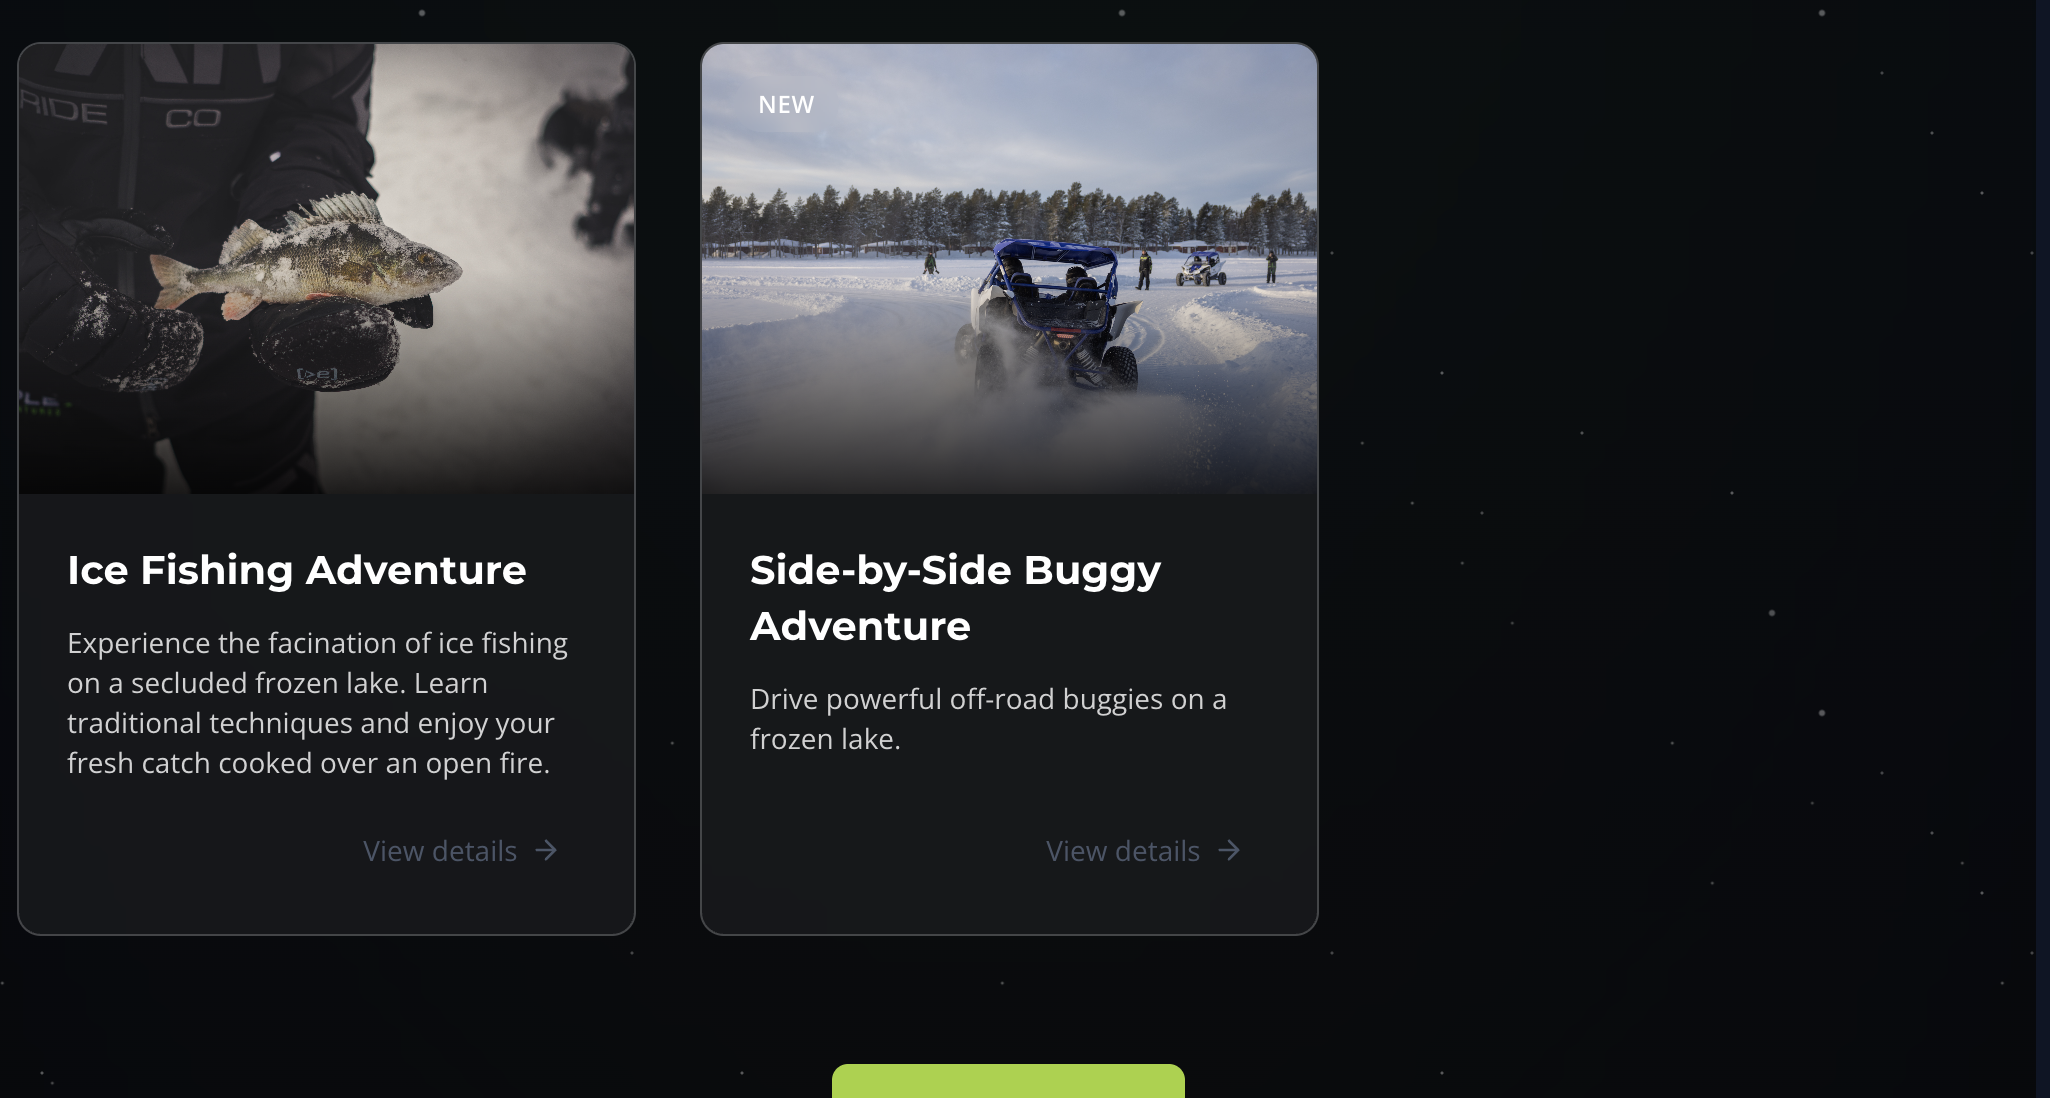 RIDE CO
NEW
Ice Fishing Adventure
Experience the facination of ice fishing
on a secluded frozen lake. Learn
traditional techniques and enjoy your
fresh catch cooked over an open fire.
View details
Side-by-Side Buggy
Adventure
Drive powerful off-road buggies on a
frozen lake.
View details